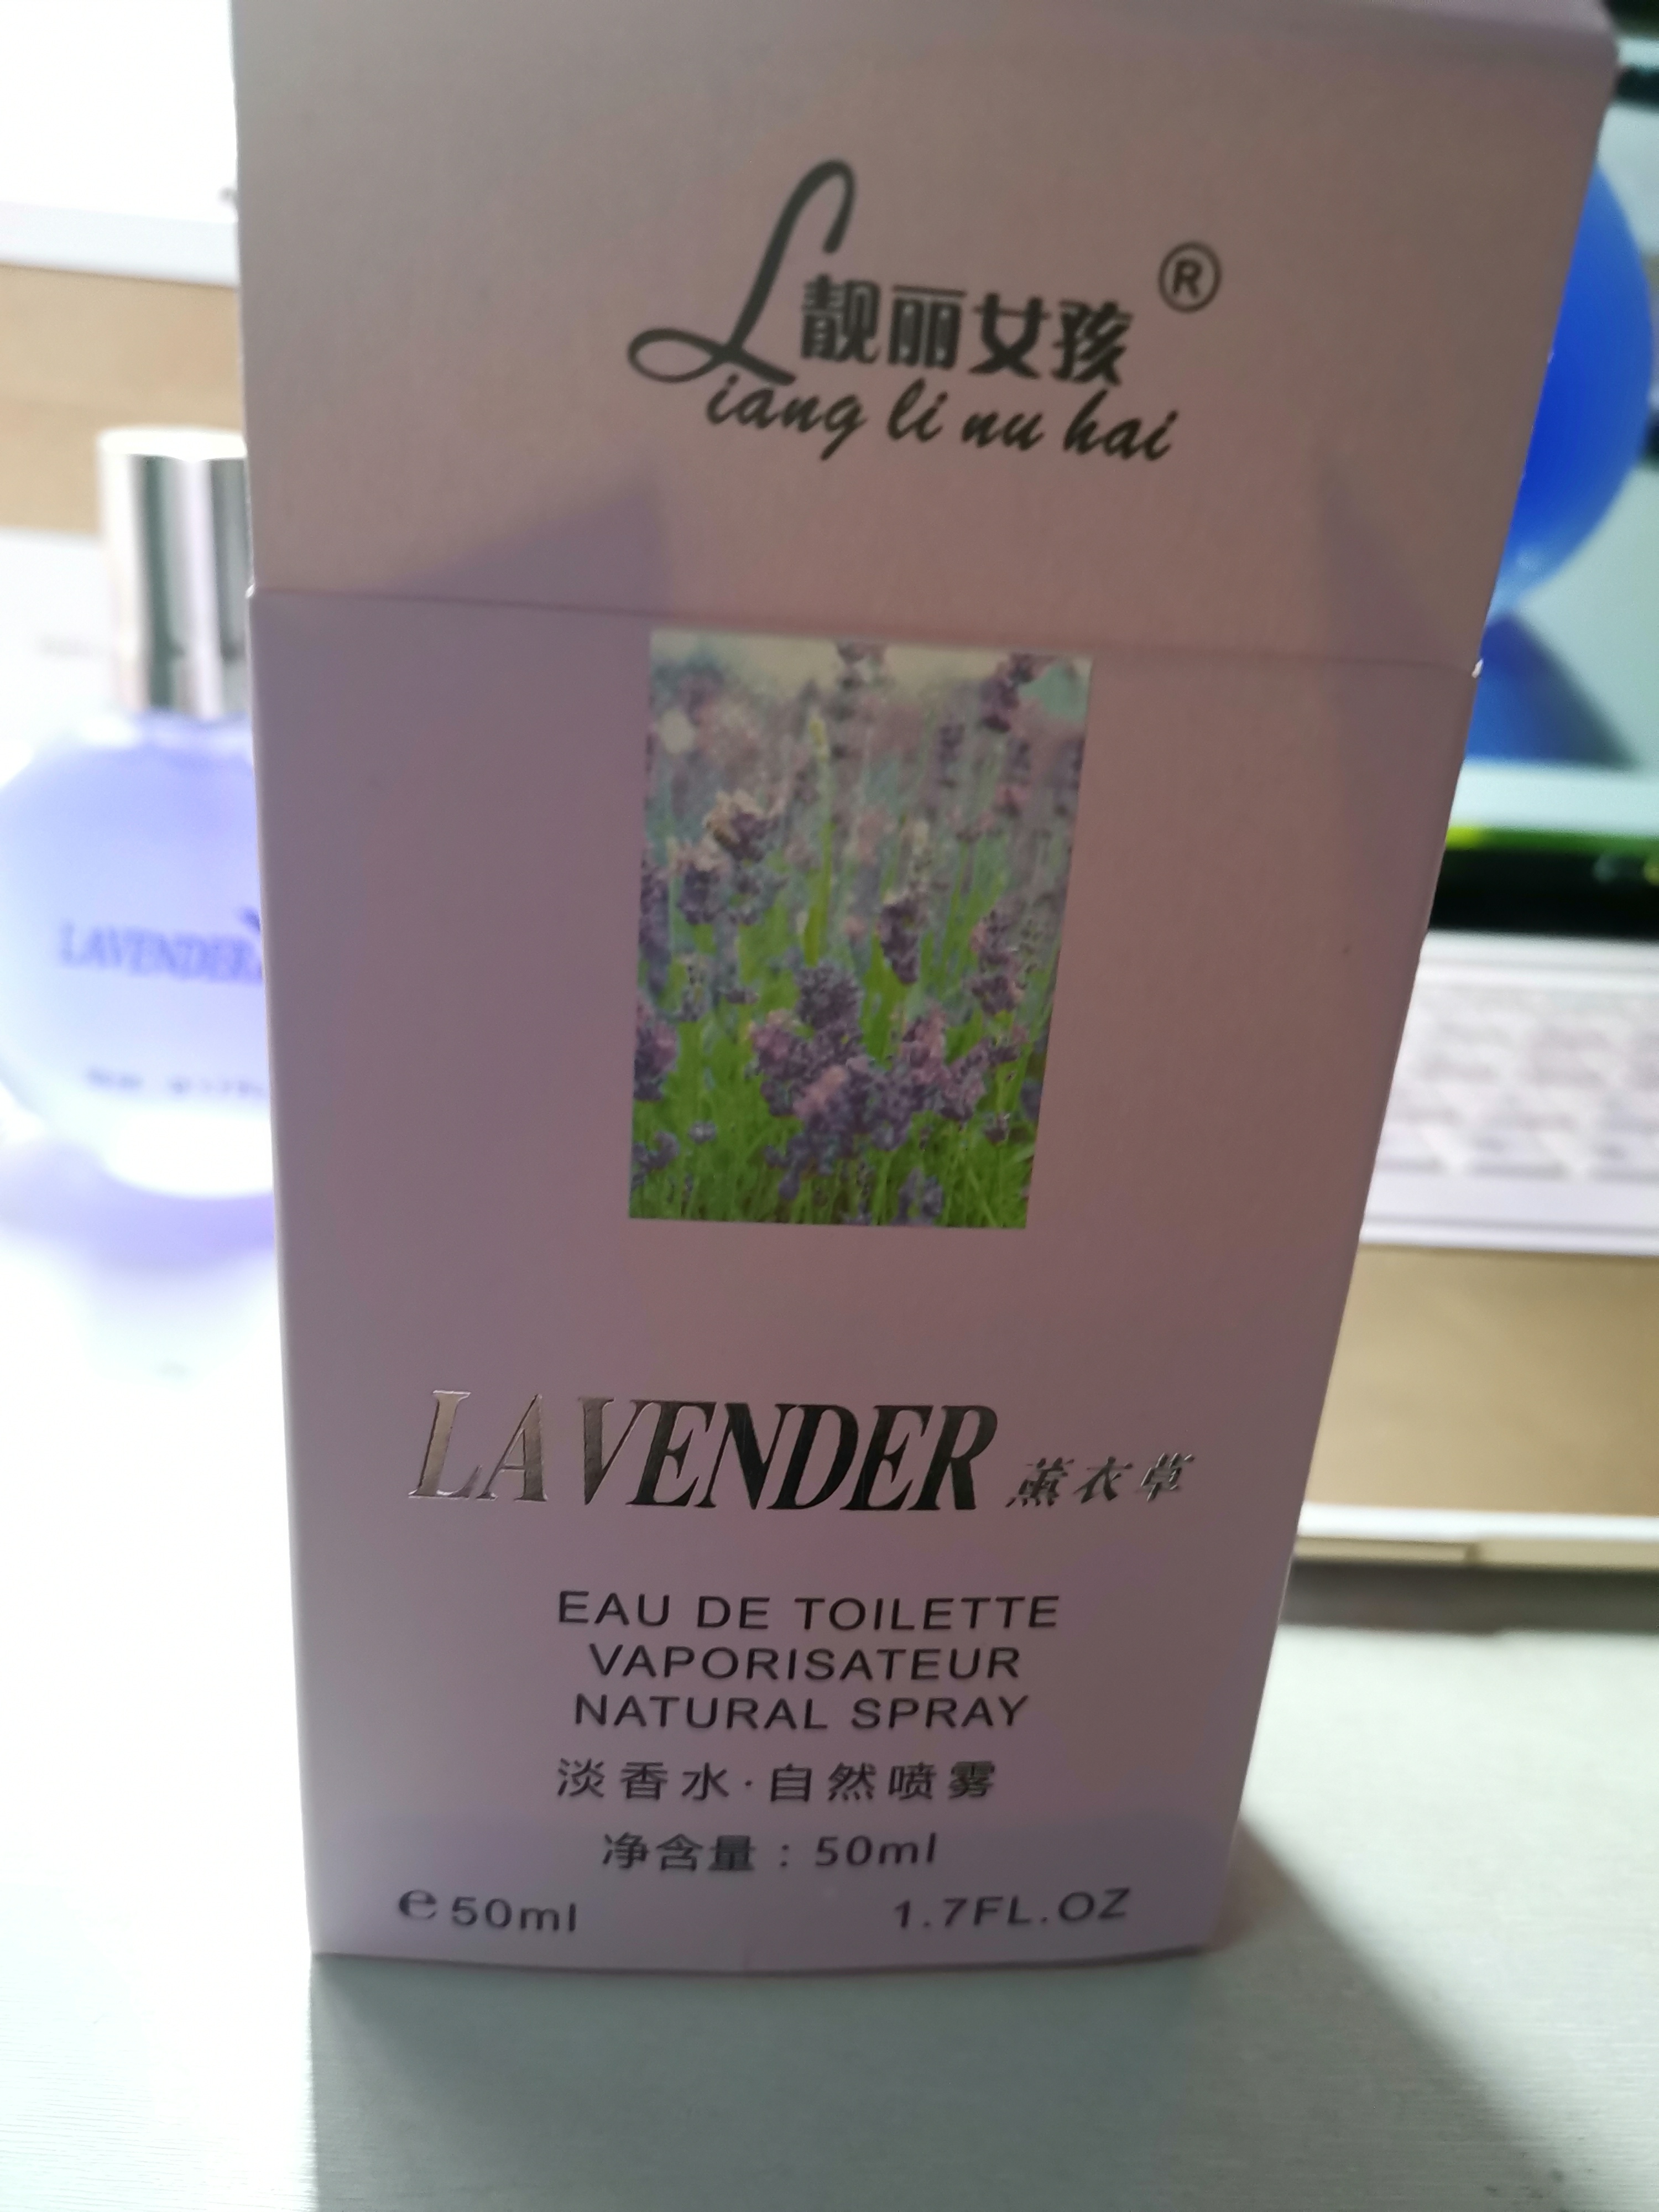 靓丽女孩®
Liang li nu hai
LAVENDER
LAVENDER 薰衣草
EAU DE TOILETTE
VAPORISATEUR
NATURAL SPRAY
淡香水·自然喷雾
净含量：50ml
℮50ml 1.7FL.OZ